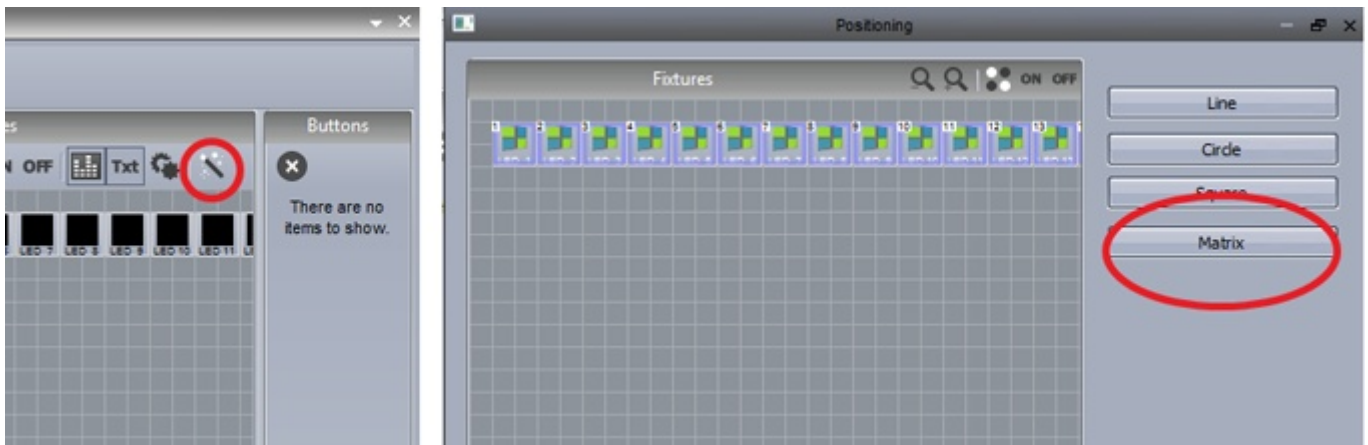 es
Buttons
OFF
Txt
There are no
items to show.
LED 7
LED 8
LED 9
LED 10
LED 11
Positioning
Fixtures
ON OFF
1 2 3 4 5 6 7 8 9 10 11 12 13
Line
Circle
Square
Matrix